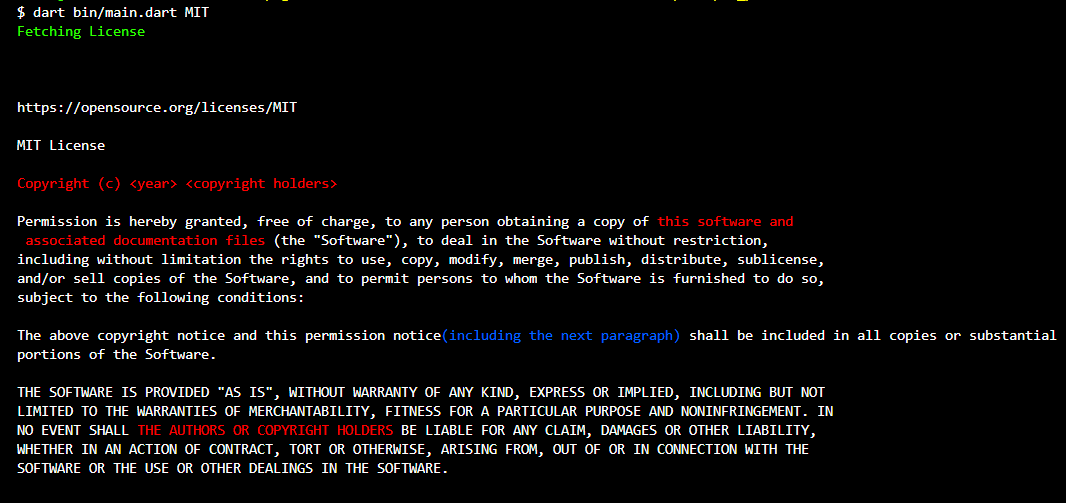 $ dart bin/main.dart MIT
Fetching License
https://opensource.org/licenses/MIT
MIT License
Copyright (c) <year> <copyright holders>
Permission is hereby granted, free of charge, to any person obtaining a copy of this software and
associated documentation files (the "Software"), to deal in the Software without restriction,
including without limitation the rights to use, copy, modify, merge, publish, distribute, sublicense,
and/or sell copies of the Software, and to permit persons to whom the Software is furnished to do so,
subject to the following conditions:
The above copyright notice and this permission notice(including the next paragraph) shall be included in all copies or substantial
portions of the Software.
THE SOFTWARE IS PROVIDED "AS IS", WITHOUT WARRANTY OF ANY KIND, EXPRESS OR IMPLIED, INCLUDING BUT NOT
LIMITED TO THE WARRANTIES OF MERCHANTABILITY, FITNESS FOR A PARTICULAR PURPOSE AND NONINFRINGEMENT. IN
NO EVENT SHALL THE AUTHORS OR COPYRIGHT HOLDERS BE LIABLE FOR ANY CLAIM, DAMAGES OR OTHER LIABILITY,
WHETHER IN AN ACTION OF CONTRACT, TORT OR OTHERWISE, ARISING FROM, OUT OF OR IN CONNECTION WITH THE
SOFTWARE OR THE USE OR OTHER DEALINGS IN THE SOFTWARE.